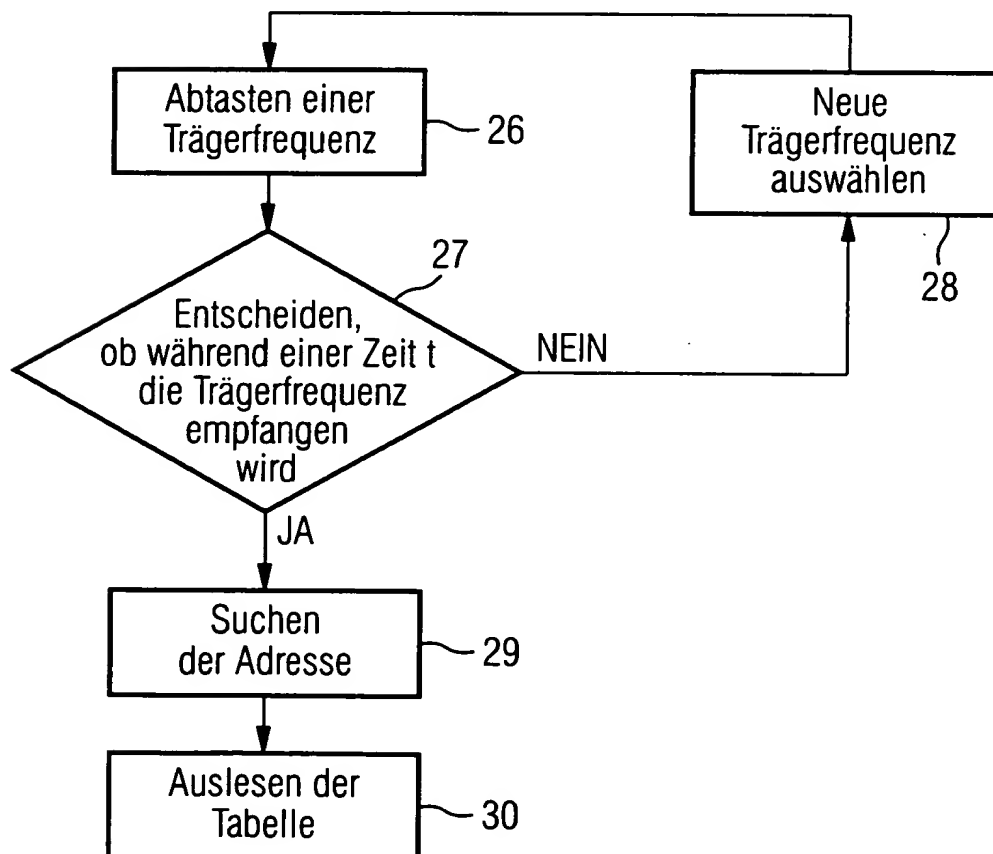 Abtasten einer
Trägerfrequenz
26
Neue
Trägerfrequenz
auswählen
28
27
Entscheiden,
ob während einer Zeit t
die Trägerfrequenz
empfangen
wird
NEIN
JA
Suchen
der Adresse
29
Auslesen der
Tabelle
30